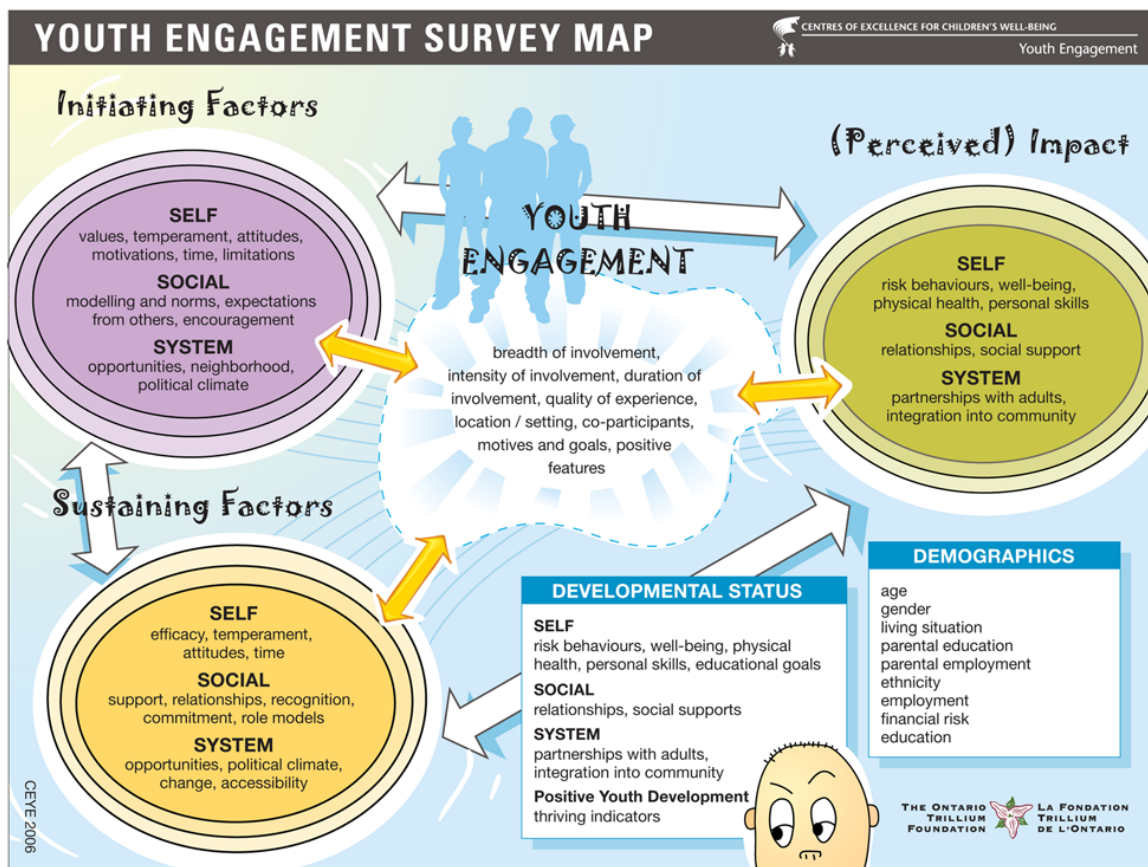 YOUTH ENGAGEMENT SURVEY MAP
CENTRES OF EXCELLENCE FOR CHILDREN'S WELL-BEING
Youth Engagement
Initiating Factors
SELF
values, temperament, attitudes,
motivations, time, limitations
SOCIAL
modelling and norms, expectations
from others, encouragement
SYSTEM
opportunities, neighborhood,
political climate
YOUTH
ENGAGEMENT
breadth of involvement,
intensity of involvement, duration of
involvement, quality of experience,
location / setting, co-participants,
motives and goals, positive
features
(Perceived) Impact
SELF
risk behaviours, well-being,
physical health, personal skills
SOCIAL
relationships, social support
SYSTEM
partnerships with adults,
integration into community
Sustaining Factors
SELF
efficacy, temperament,
attitudes, time
SOCIAL
support, relationships, recognition,
commitment, role models
SYSTEM
opportunities, political climate,
change, accessibility
DEVELOPMENTAL STATUS
SELF
risk behaviours, well-being, physical
health, personal skills, educational goals
SOCIAL
relationships, social supports
SYSTEM
partnerships with adults,
integration into community
Positive Youth Development
thriving indicators
DEMOGRAPHICS
age
gender
living situation
parental education
parental employment
ethnicity
employment
financial risk
education
CEYE 2006
THE ONTARIO
TRILLIUM
FOUNDATION
LA FONDATION
TRILLIUM
DE L'ONTARIO